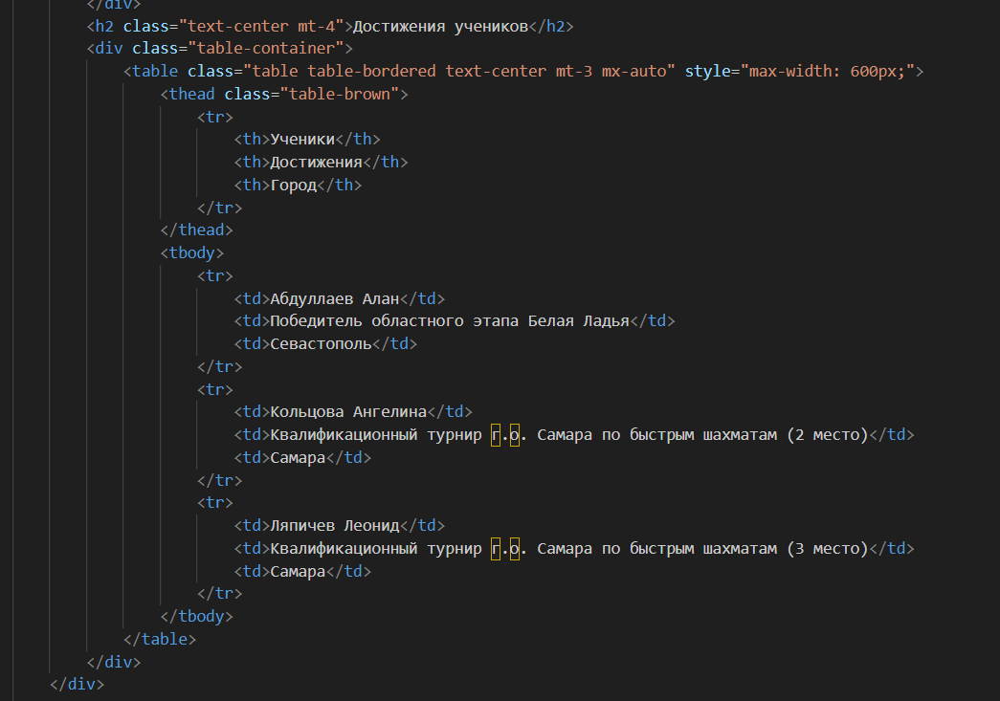 </div>
<h2 class="text-center mt-4">Достижения учеников</h2>
<div class="table-container">
<table class="table table-bordered text-center mt-3 mx-auto" style="max-width: 600px;">
<thead class="table-brown">
<tr>
<th>Ученики</th>
<th>Достижения</th>
<th>Город</th>
</tr>
</thead>
<tbody>
<tr>
<td>Абдуллаев Алан</td>
<td>Победитель областного этапа Белая Ладья</td>
<td>Севастополь</td>
</tr>
<tr>
<td>Кольцова Ангелина</td>
<td>Квалификационный турнир г.о. Самара по быстрым шахматам (2 место)</td>
<td>Самара</td>
</tr>
<tr>
<td>Ляпичев Леонид</td>
<td>Квалификационный турнир г.о. Самара по быстрым шахматам (3 место)</td>
<td>Самара</td>
</tr>
</tbody>
</table>
</div>
</div>